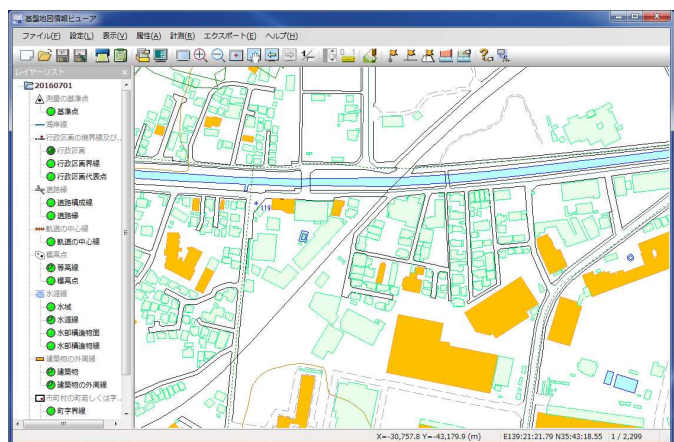 基盤地図情報ビューア
ファイル(F) 設定(L) 表示(V) 属性(A) 計測(R) エクスポート(E) ヘルプ(H)
レイヤーリスト
20160701
測量の基準点
基準点
海岸線
行政区画の境界線及び...
行政区画
行政区画界線
行政区画代表点
道路縁
道路構成線
道路縁
軌道の中心線
軌道の中心線
標高点
等高線
標高点
水涯線
水域
水涯線
水部構造物面
水部構造物線
建築物の外周線
建築物
建築物の外周線
市町村の町若しくは字...
町字界線
119
X=-30,757.8 Y=-43,179.9 (m) E139:21:21.79 N35:43:18.55 1 / 2,299